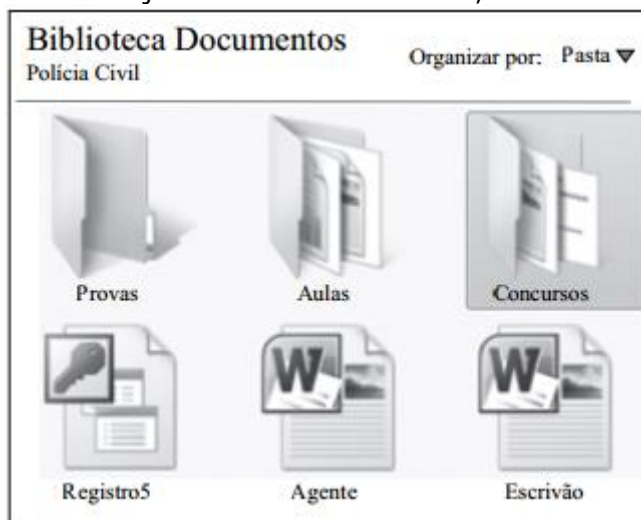 Biblioteca Documentos
Polícia Civil
Organizar por: Pasta
Provas
Aulas
Concursos
W
W
Registro5
Agente
Escrivão